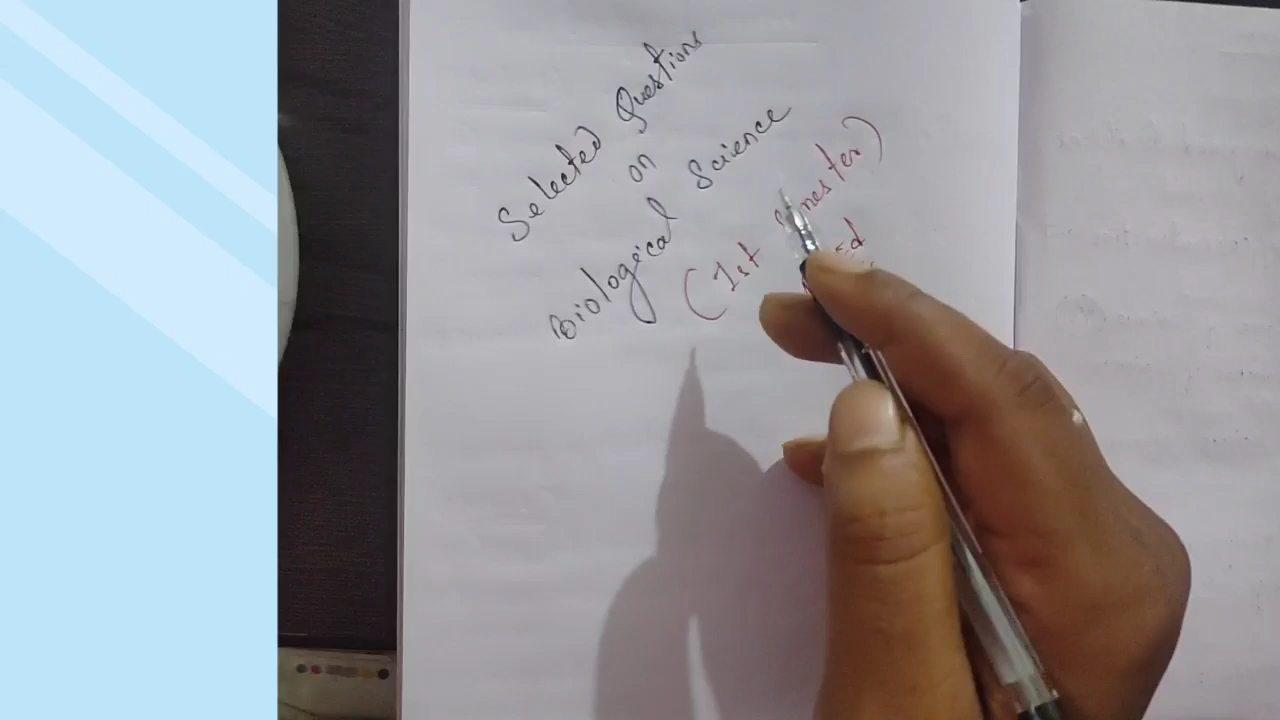 Selected Questions
on
Biological Science
(1st Semester)